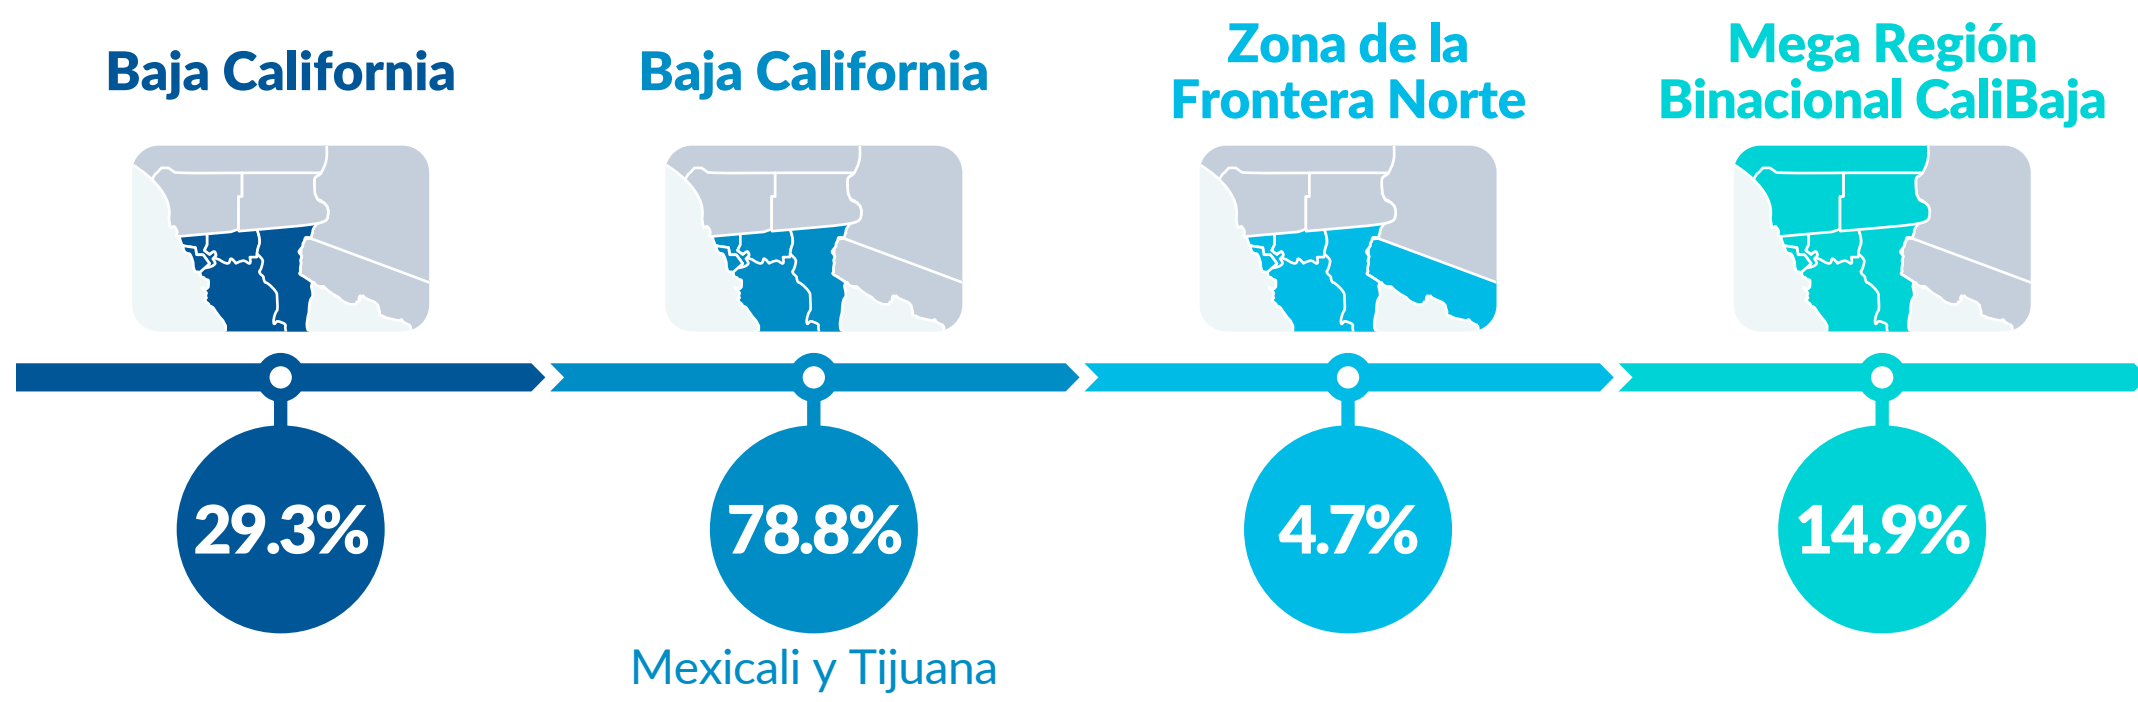 Baja California
29.3%
Baja California
78.8%
Mexicali y Tijuana
Zona de la
Frontera Norte
4.7%
Mega Región
Binacional CaliBaja
14.9%